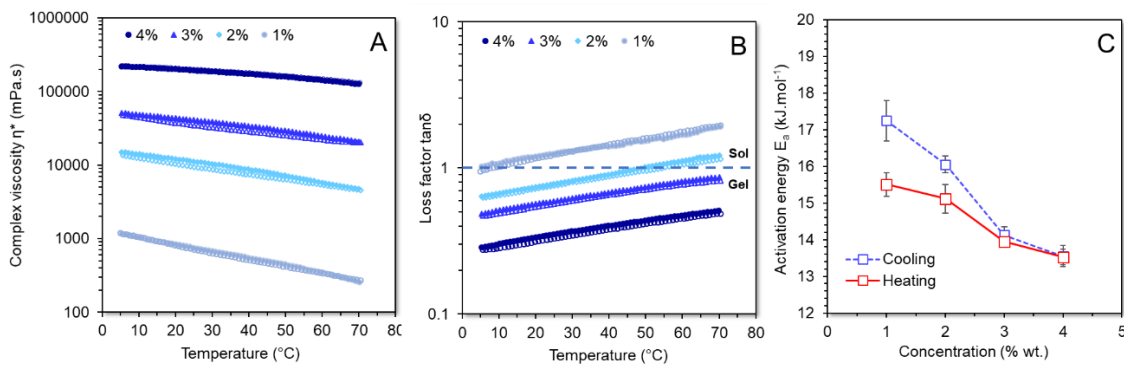 A
4% 3% 2% 1%
Complex viscosity η* (mPa.s)
1000000
100000
10000
1000
100
0 10 20 30 40 50 60 70 80
Temperature (°C)
B
4% 3% 2% 1%
Loss factor tanδ
10
1
0.1
Sol
Gel
0 10 20 30 40 50 60 70 80
Temperature (°C)
C
Activation energy Ea (kJ.mol⁻¹)
20
19
18
17
16
15
14
13
12
Cooling
Heating
0 1 2 3 4 5
Concentration (% wt.)